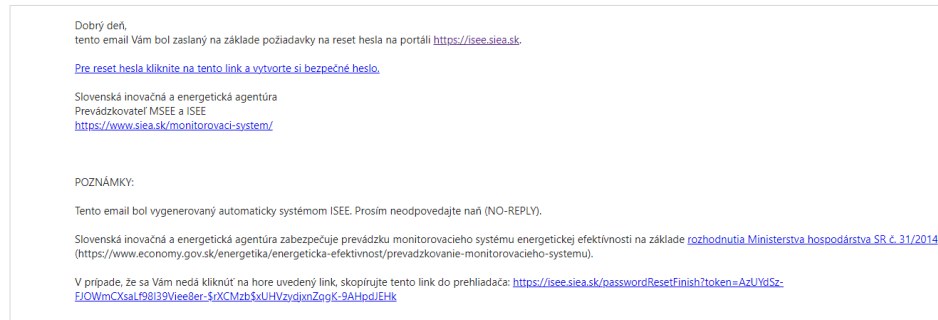 Dobrý deň,
tento email Vám bol zaslaný na základe požiadavky na reset hesla na portáli https://isee.siea.sk.
Pre reset hesla kliknite na tento link a vytvorte si bezpečné heslo.
Slovenská inovačná a energetická agentúra
Prevádzkovateľ MSEE a ISEE
https://www.siea.sk/monitorovaci-system/
POZNÁMKY:
Tento email bol vygenerovaný automaticky systémom ISEE. Prosím neodpovedajte naň (NO-REPLY).
Slovenská inovačná a energetická agentúra zabezpečuje prevádzku monitorovacieho systému energetickej efektívnosti na základe rozhodnutia Ministerstva hospodárstva SR č. 31/2014
(https://www.economy.gov.sk/energetika/energeticka-efektivnost/prevadzkovanie-monitorovacieho-systemu).
V prípade, že sa Vám nedá kliknúť na hore uvedený link, skopírujte tento link do prehliadača: https://isee.siea.sk/passwordResetFinish?token=AzUYdSz-
FJOWmCXsaLf98I39Viee8er-$rXCMzb$xUHVzydjxnZqgK-9AHpdJEHk